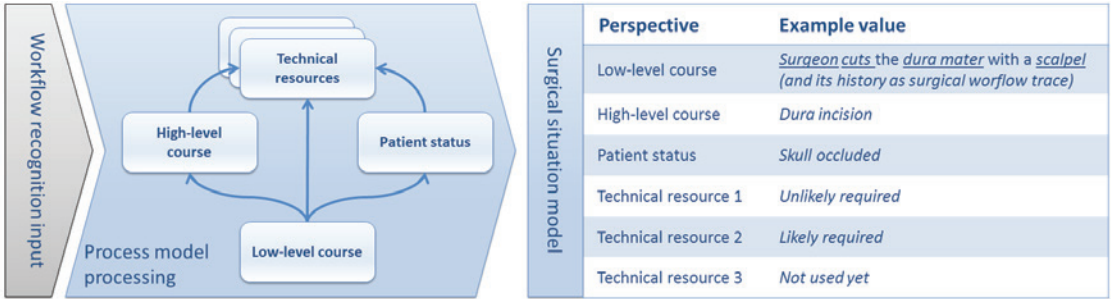 Workflow recognition input
Technical
resources
High-level
course
Patient status
Low-level course
Process model
processing
Surgical situation model
Perspective Example value
Low-level course Surgeon cuts the dura mater with a scalpel
(and its history as surgical worflow trace)
High-level course Dura incision
Patient status Skull occluded
Technical resource 1 Unlikely required
Technical resource 2 Likely required
Technical resource 3 Not used yet